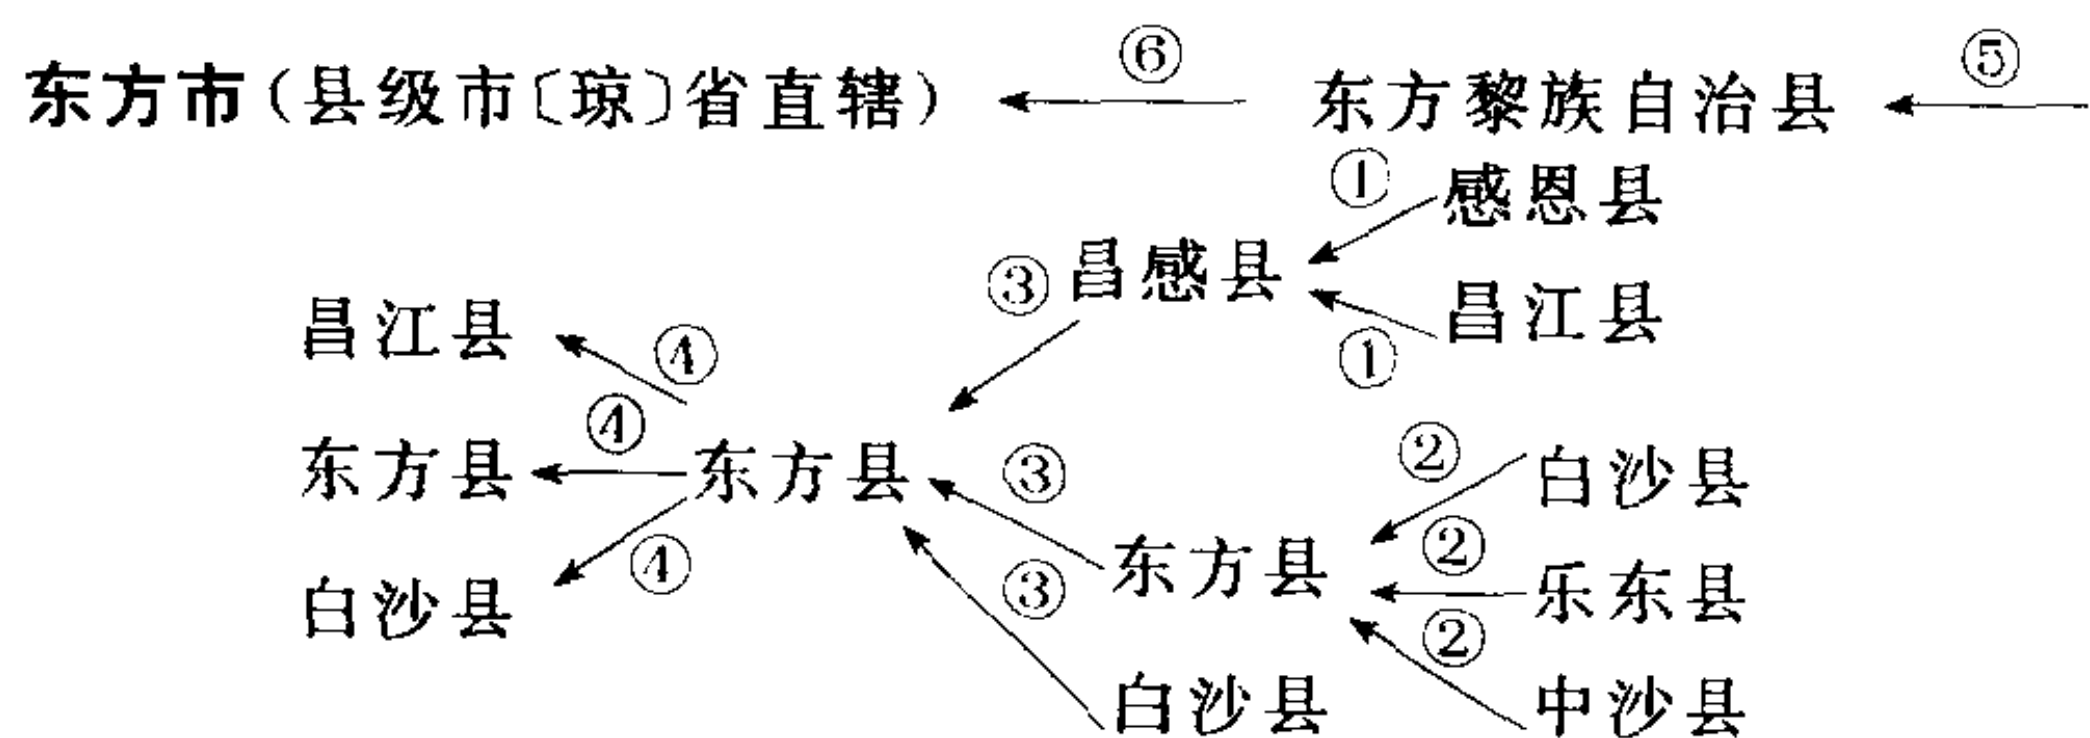 东方市（县级市〔琼〕省直辖） ⑥ 东方黎族自治县 ⑤
① 感恩县
③ 昌感县
昌江县 ④ ① 昌江县
④ ③ ② 白沙县
东方县 东方县
④ ③ 东方县 ② 乐东县
白沙县 ②
白沙县 中沙县